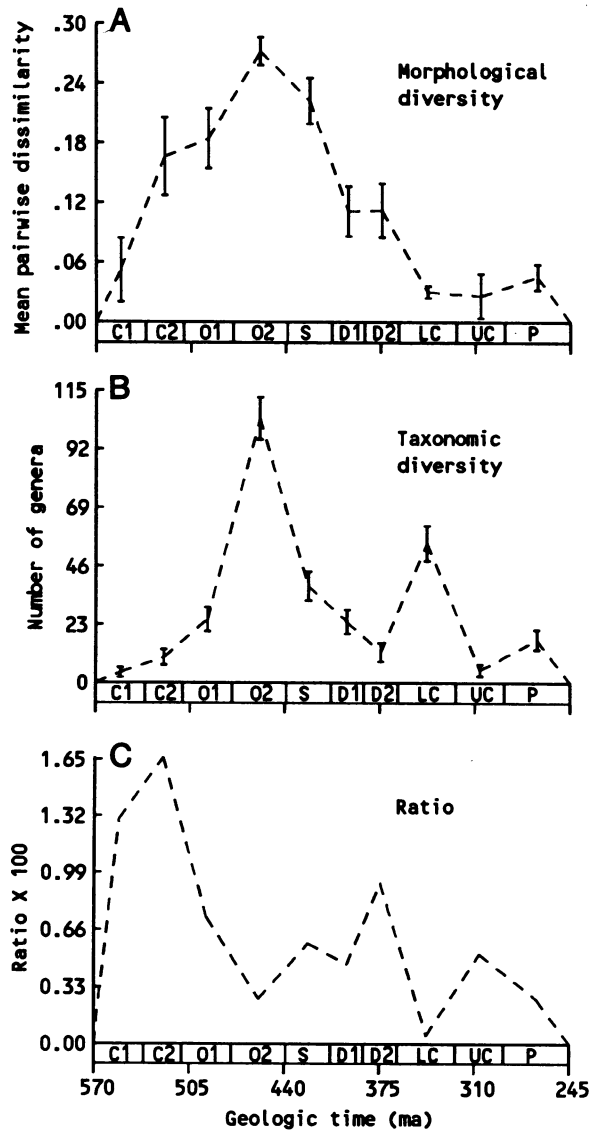 A
Morphological
diversity
Mean pairwise dissimilarity
.30
.24
.18
.12
.06
.00
C1 C2 O1 O2 S D1 D2 LC UC P
B
Taxonomic
diversity
Number of genera
115
92
69
46
23
0
C1 C2 O1 O2 S D1 D2 LC UC P
C
Ratio
Ratio X 100
1.65
1.32
0.99
0.66
0.33
0.00
C1 C2 O1 O2 S D1 D2 LC UC P
570 505 440 375 310 245
Geologic time (ma)